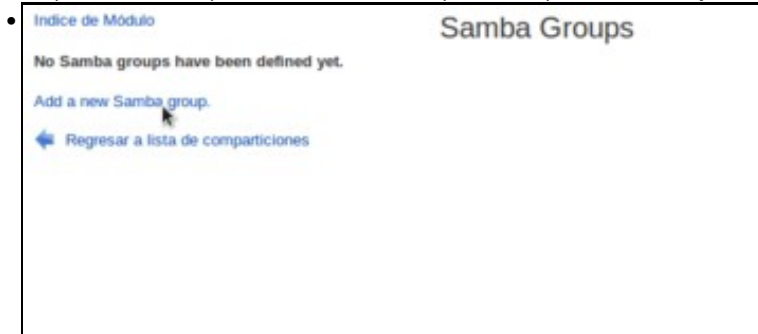 Indice de Módulo
Samba Groups
No Samba groups have been defined yet.
Add a new Samba group.
Regresar a lista de comparticiones